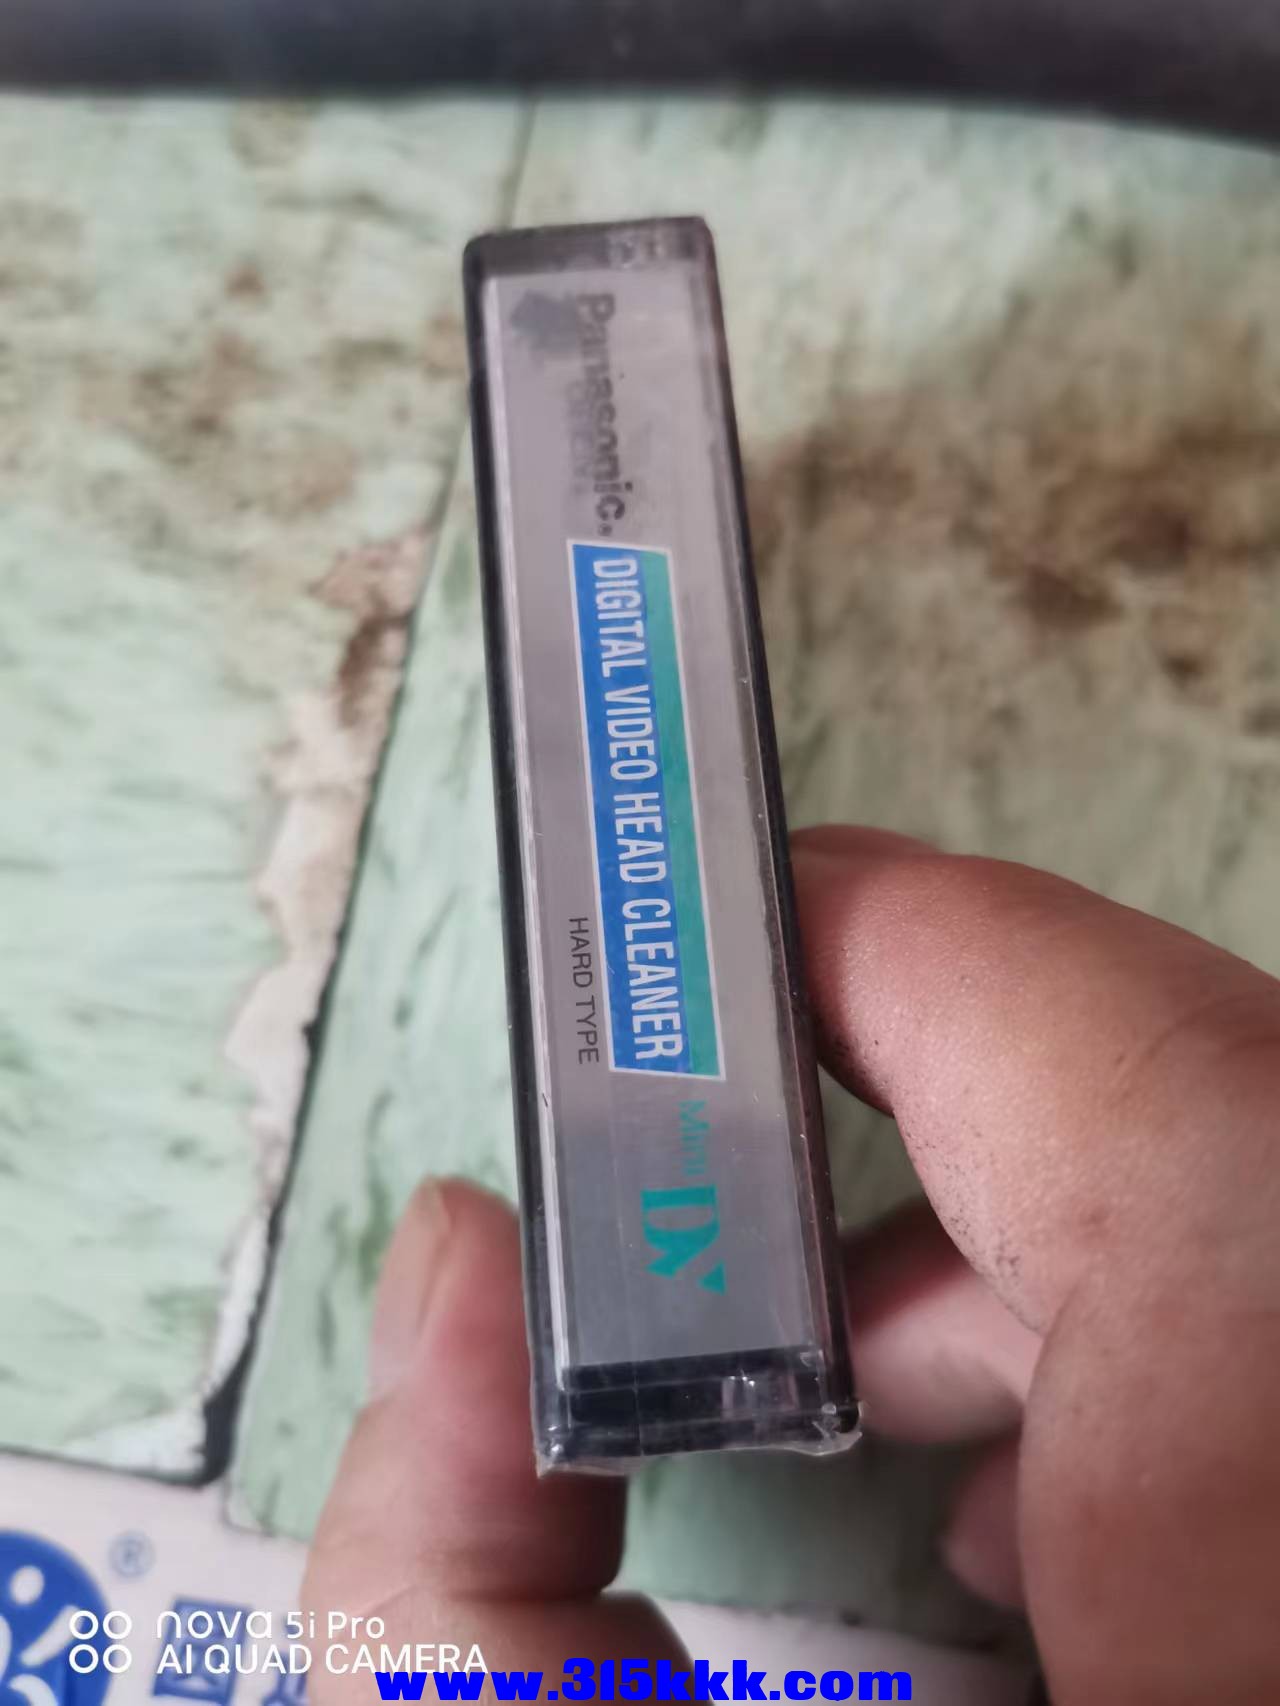 Panasonic.
DIGITAL VIDEO HEAD CLEANER
HARD TYPE
Mini DV
®
nova 5i Pro
AI QUAD CAMERA
www.315kkk.com